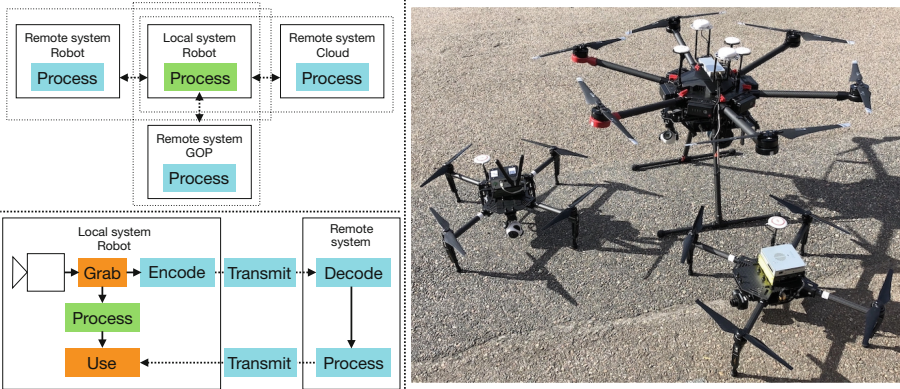 Remote system
Robot
Process
Local system
Robot
Process
Remote system
Cloud
Process
Remote system
GOP
Process
Local system
Robot
Remote
system
Grab
Encode
Transmit
Decode
Process
Use
Transmit
Process